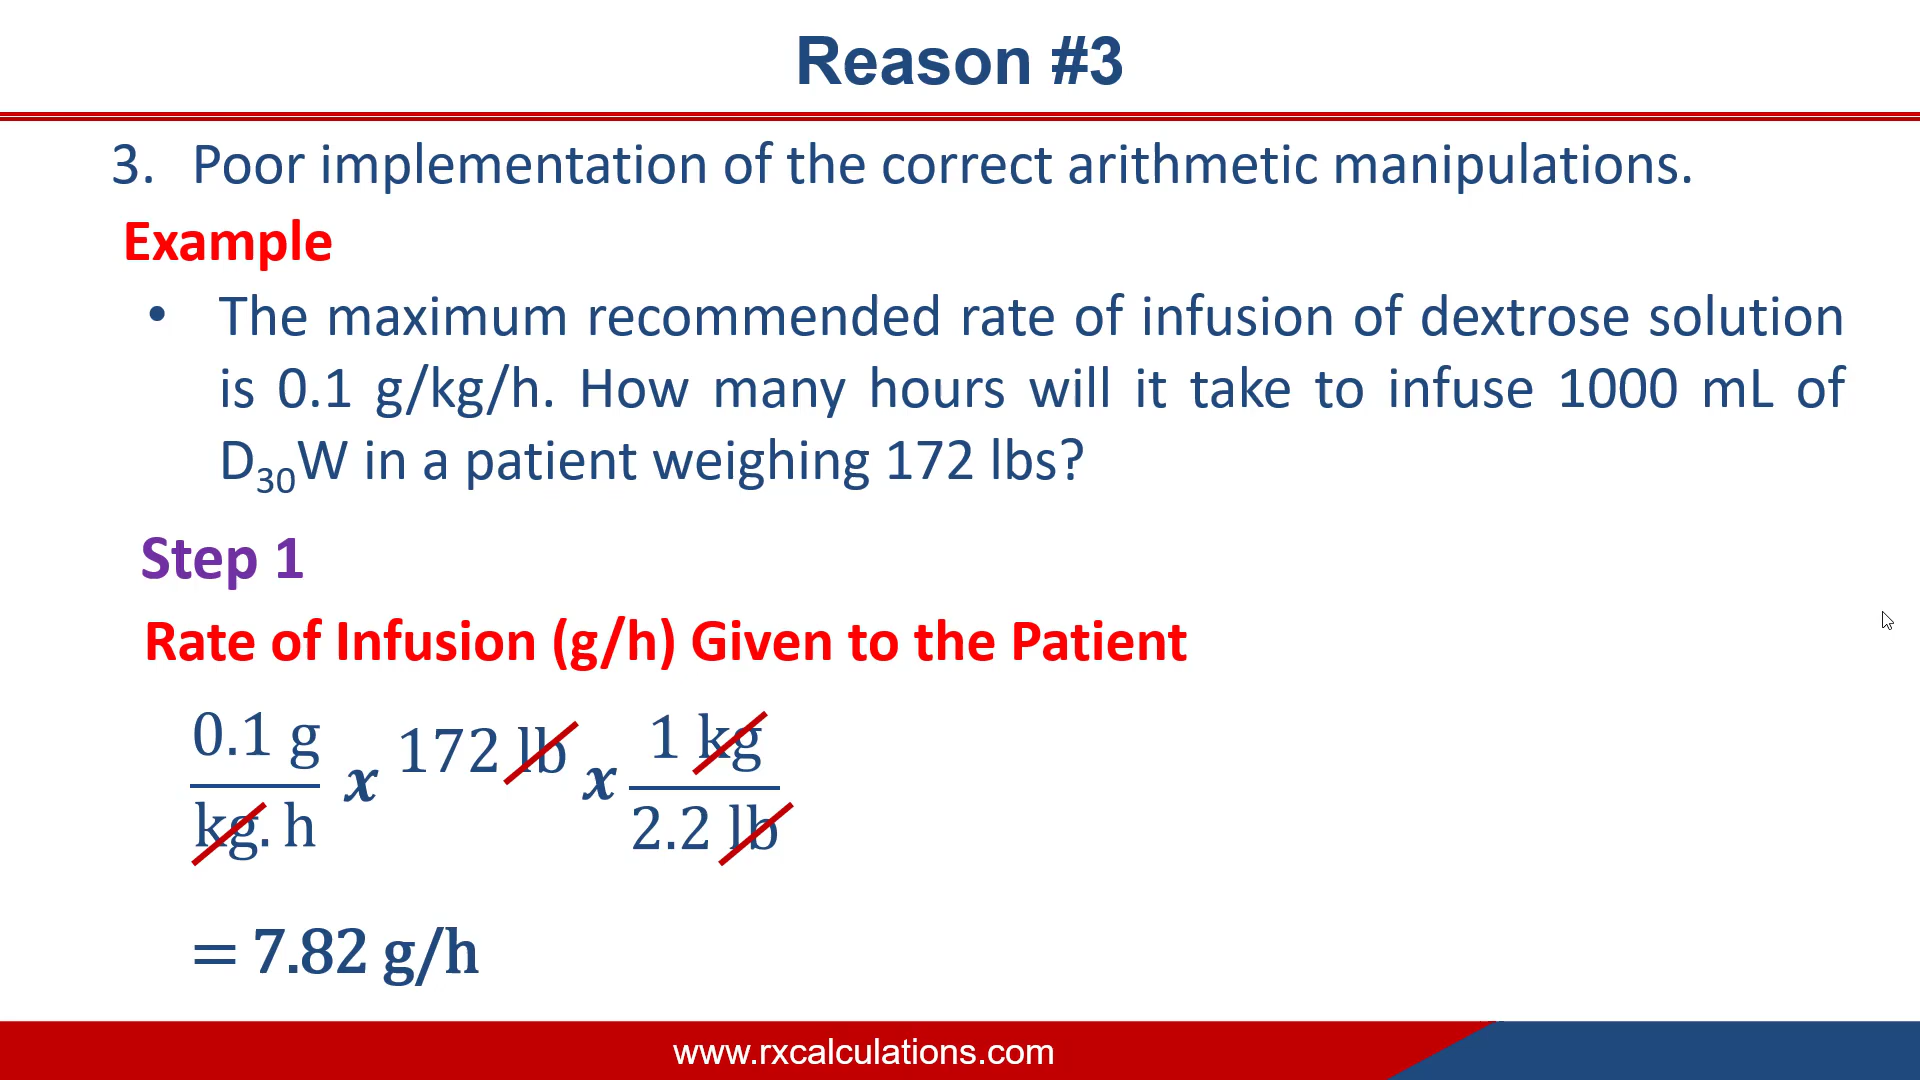 Reason #3
3. Poor implementation of the correct arithmetic manipulations.
Example
• The maximum recommended rate of infusion of dextrose solution
is 0.1 g/kg/h. How many hours will it take to infuse 1000 mL of
D₃₀W in a patient weighing 172 lbs?
Step 1
Rate of Infusion (g/h) Given to the Patient
0.1 g / kg. h x 172 lb x 1 kg / 2.2 lb
= 7.82 g/h
www.rxcalculations.com